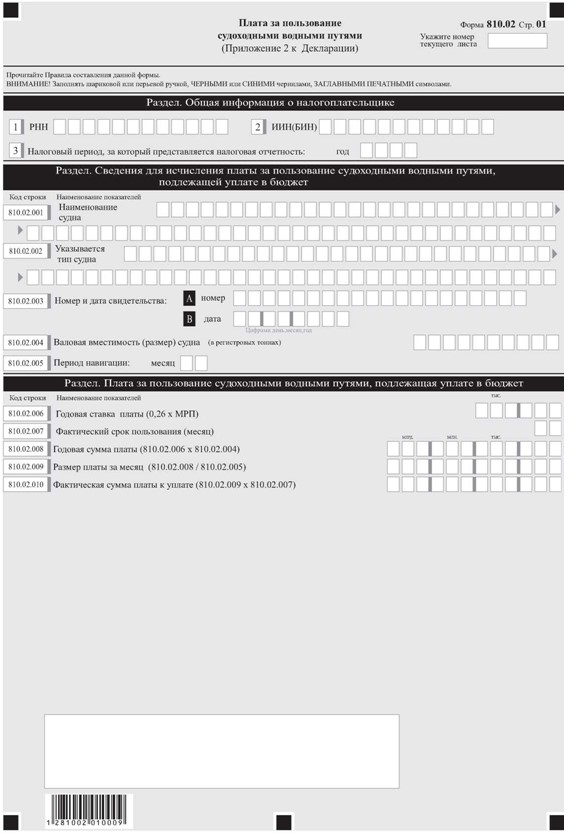 Плата за пользование
судоходными водными путями
(Приложение 2 к Декларации)
Форма 810.02 Стр. 01
Укажите номер
текущего листа
Прочитайте Правила составления данной формы.
ВНИМАНИЕ! Заполнять шариковой или перьевой ручкой, ЧЕРНЫМИ или СИНИМИ чернилами, ЗАГЛАВНЫМИ ПЕЧАТНЫМИ символами.
Раздел. Общая информация о налогоплательщике
1 РНН 2 ИИН(БИН)
3 Налоговый период, за который представляется налоговая отчетность: год
Раздел. Сведения для исчисления платы за пользование судоходными водными путями,
подлежащей уплате в бюджет
Код строки Наименование показателей
810.02.001 Наименование
судна
810.02.002 Указывается
тип судна
810.02.003 Номер и дата свидетельства: A номер
B дата
Цифрами день,месяц,год
810.02.004 Валовая вместимость (размер) судна (в регистровых тоннах)
810.02.005 Период навигации: месяц
Раздел. Плата за пользование судоходными водными путями, подлежащая уплате в бюджет
Код строки Наименование показателей тыс.
810.02.006 Годовая ставка платы (0,26 х МРП)
810.02.007 Фактический срок пользования (месяц)
млрд. млн. тыс.
810.02.008 Годовая сумма платы (810.02.006 х 810.02.004)
810.02.009 Размер платы за месяц (810.02.008 / 810.02.005)
810.02.010 Фактическая сумма платы к уплате (810.02.009 х 810.02.007)
1281002010009